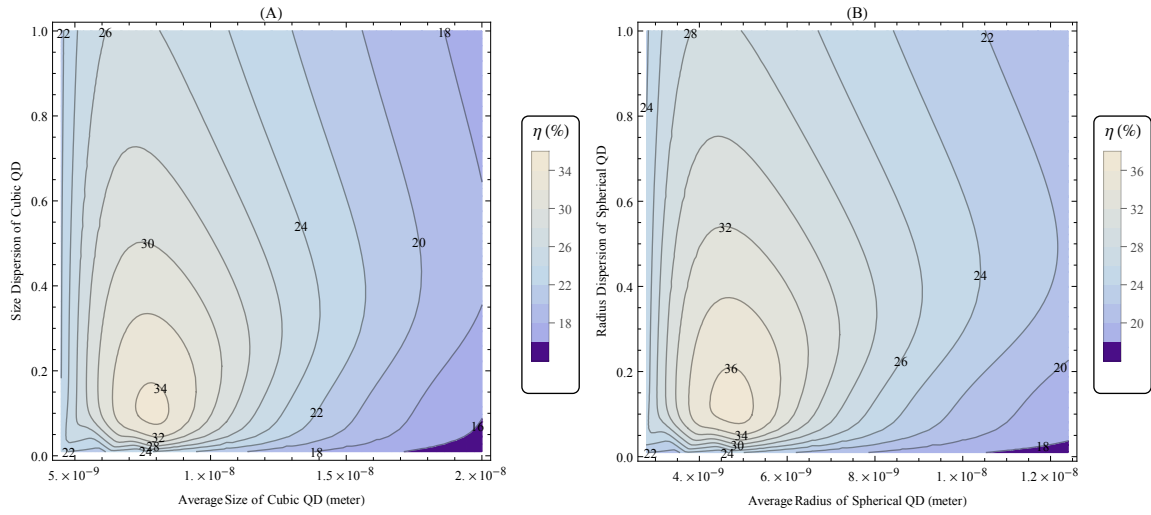 (A)
(B)
Size Dispersion of Cubic QD
1.0
0.8
0.6
0.4
0.2
0.0
22
26
18
24
30
20
34
22
32
28
16
22
24
18
5. × 10⁻⁹
1. × 10⁻⁸
1.5 × 10⁻⁸
2. × 10⁻⁸
Average Size of Cubic QD (meter)
η (%)
34
30
26
22
18
Radius Dispersion of Spherical QD
1.0
0.8
0.6
0.4
0.2
0.0
28
22
24
32
24
26
36
20
34
30
18
22
24
4. × 10⁻⁹
6. × 10⁻⁹
8. × 10⁻⁹
1. × 10⁻⁸
1.2 × 10⁻⁸
Average Radius of Spherical QD (meter)
η (%)
36
32
28
24
20